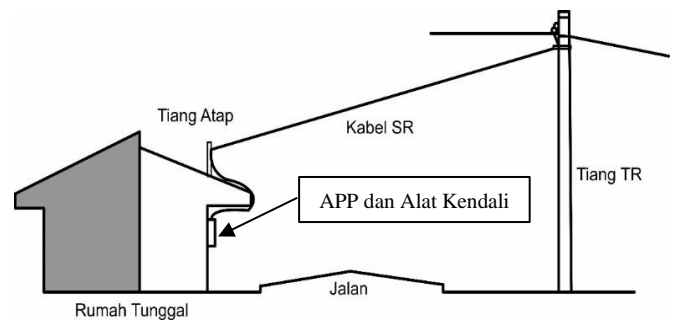 Tiang Atap
Kabel SR
Tiang TR
APP dan Alat Kendali
Jalan
Rumah Tunggal